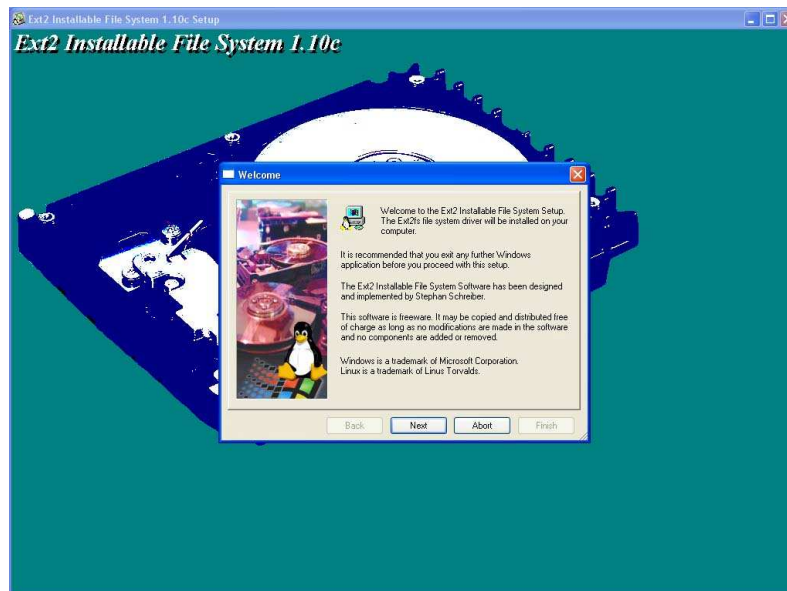 Ext2 Installable File System 1.10c Setup
Ext2 Installable File System 1.10c
Welcome
Welcome to the Ext2 Installable File System Setup.
The Ext2fs file system driver will be installed on your
computer.
It is recommended that you exit any further Windows
application before you proceed with this setup.
The Ext2 Installable File System Software has been designed
and implemented by Stephan Schreiber.
This software is freeware. It may be copied and distributed free
of charge as long as no modifications are made in the software
and no components are added or removed.
Windows is a trademark of Microsoft Corporation.
Linux is a trademark of Linus Torvalds.
Back Next Abort Finish